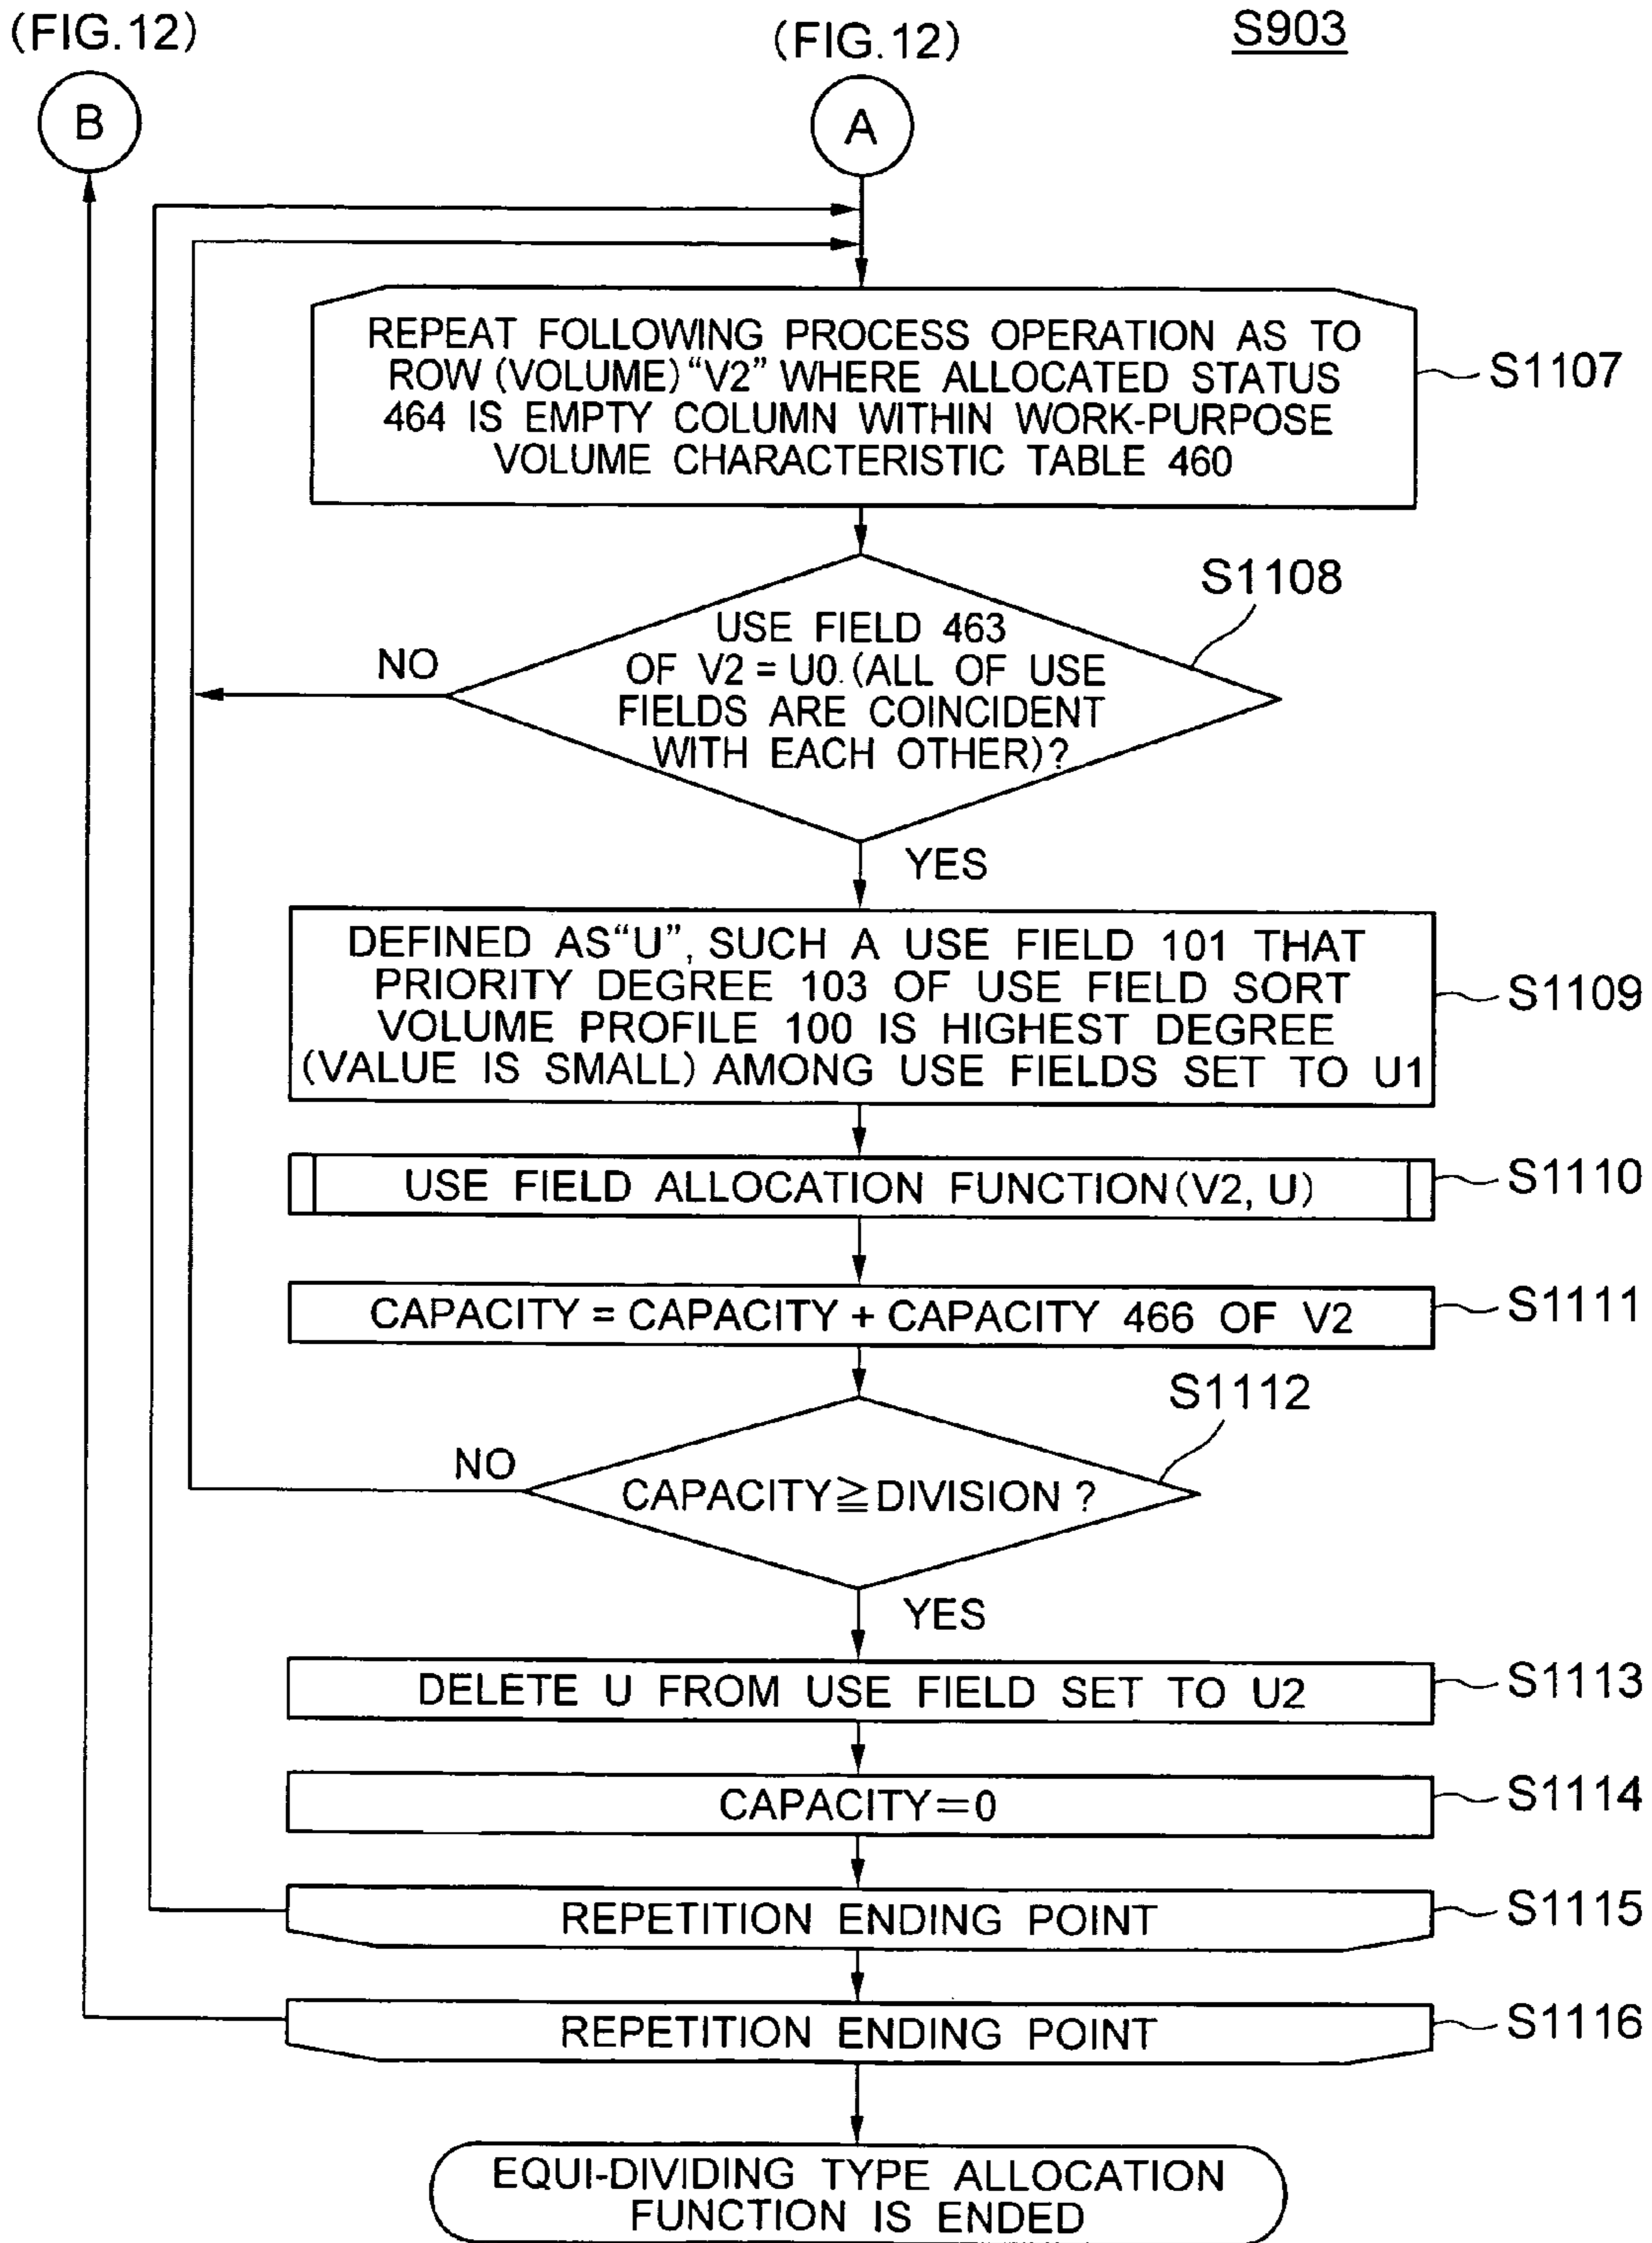 (FIG.12)
(FIG.12)
S903
B
A
REPEAT FOLLOWING PROCESS OPERATION AS TO
ROW (VOLUME) "V2" WHERE ALLOCATED STATUS
464 IS EMPTY COLUMN WITHIN WORK-PURPOSE
VOLUME CHARACTERISTIC TABLE 460
S1107
S1108
USE FIELD 463
OF V2 = U0. (ALL OF USE
FIELDS ARE COINCIDENT
WITH EACH OTHER)?
NO
YES
DEFINED AS "U", SUCH A USE FIELD 101 THAT
PRIORITY DEGREE 103 OF USE FIELD SORT
VOLUME PROFILE 100 IS HIGHEST DEGREE
(VALUE IS SMALL) AMONG USE FIELDS SET TO U1
S1109
USE FIELD ALLOCATION FUNCTION (V2, U)
S1110
CAPACITY = CAPACITY + CAPACITY 466 OF V2
S1111
S1112
NO
CAPACITY ≧ DIVISION ?
YES
DELETE U FROM USE FIELD SET TO U2
S1113
CAPACITY = 0
S1114
REPETITION ENDING POINT
S1115
REPETITION ENDING POINT
S1116
EQUI-DIVIDING TYPE ALLOCATION
FUNCTION IS ENDED